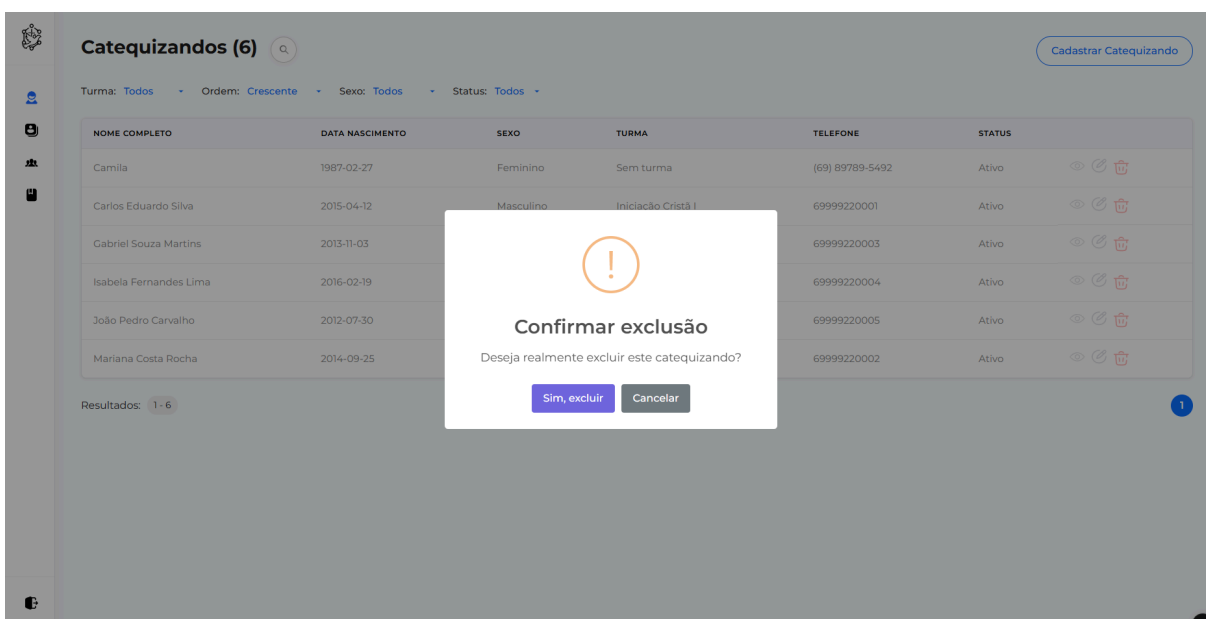 Catequizandos (6)
Cadastrar Catequizando
Turma: Todos Ordem: Crescente Sexo: Todos Status: Todos
NOME COMPLETO DATA NASCIMENTO SEXO TURMA TELEFONE STATUS
Camila 1987-02-27 Feminino Sem turma (69) 89789-5492 Ativo
Carlos Eduardo Silva 2015-04-12 Masculino Iniciação Cristã I 69999220001 Ativo
Gabriel Souza Martins 2013-11-03 69999220003 Ativo
Isabela Fernandes Lima 2016-02-19 69999220004 Ativo
João Pedro Carvalho 2012-07-30 69999220005 Ativo
Mariana Costa Rocha 2014-09-25 69999220002 Ativo
Resultados: 1 - 6
1
!
Confirmar exclusão
Deseja realmente excluir este catequizando?
Sim, excluir Cancelar